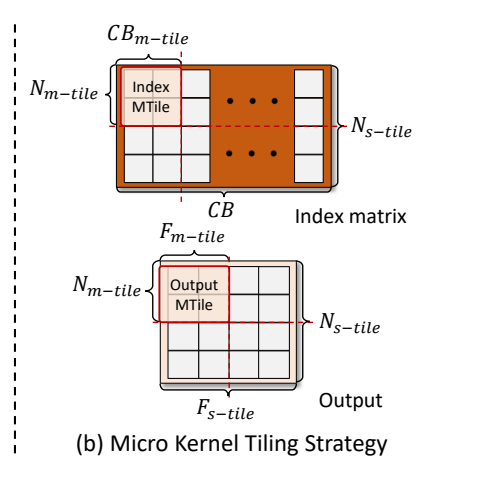 CB_{m-tile}
N_{m-tile}
Index
MTile
• • •
N_{s-tile}
• • •
CB
Index matrix
F_{m-tile}
N_{m-tile}
Output
MTile
N_{s-tile}
F_{s-tile}
Output
(b) Micro Kernel Tiling Strategy